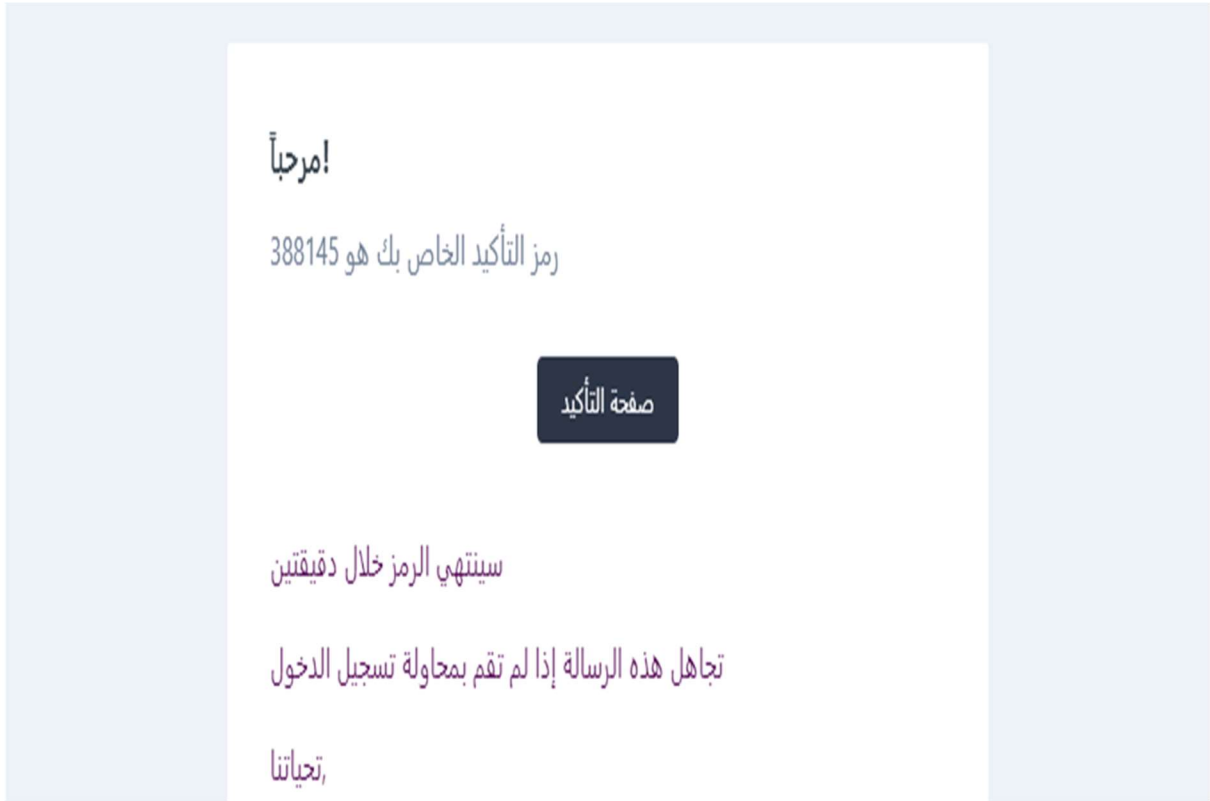 مرحباً!
رمز التأكيد الخاص بك هو 388145
صفحة التأكيد
سينتهي الرمز خلال دقيقتين
تجاهل هذه الرسالة إذا لم تقم بمحاولة تسجيل الدخول
تحياتنا,